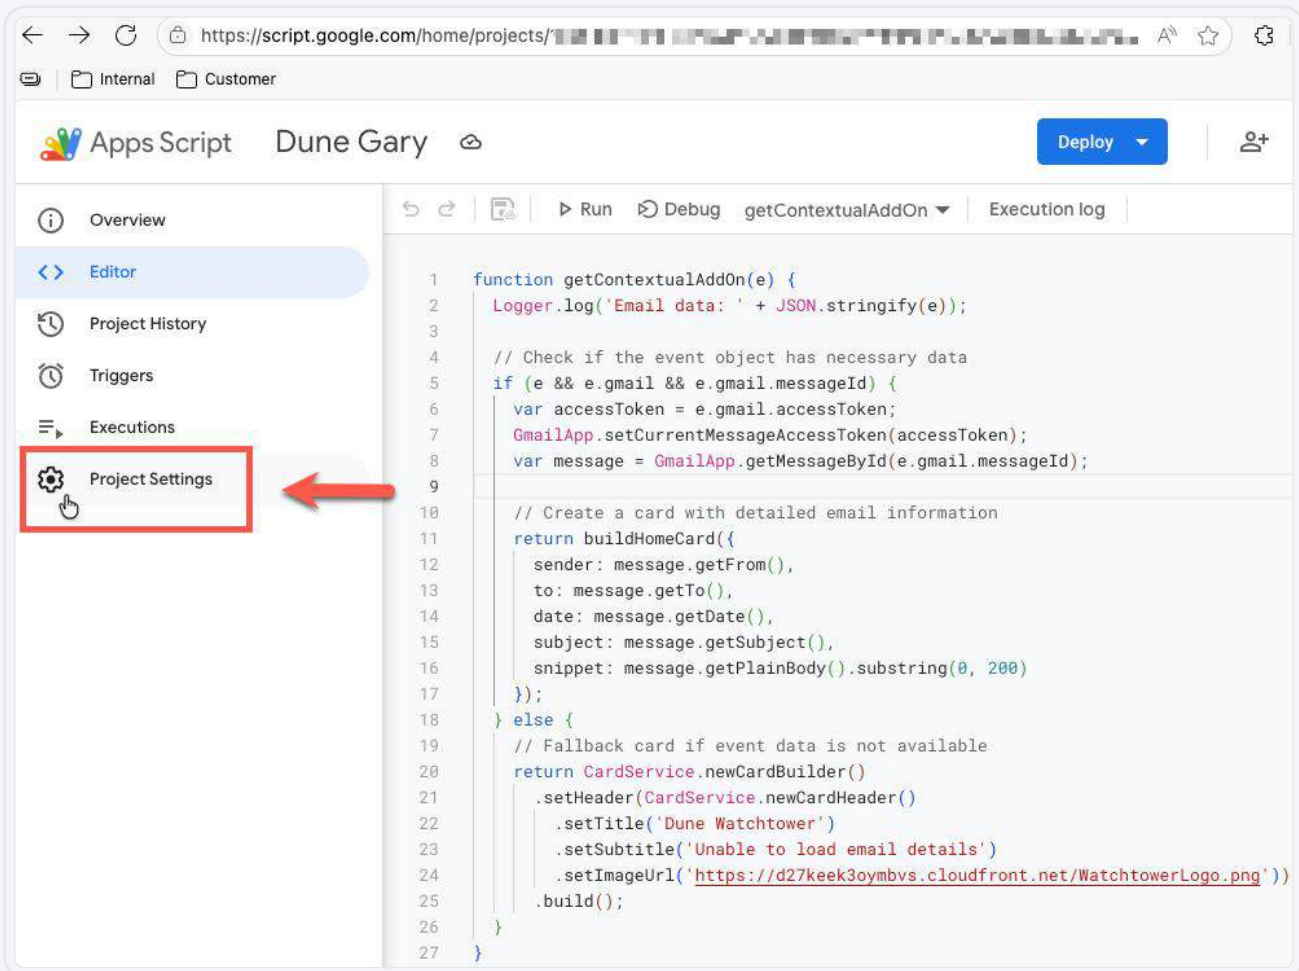 https://script.google.com/home/projects/
Internal Customer
Apps Script Dune Gary Deploy
Overview
Editor
Project History
Triggers
Executions
Project Settings
Run Debug getContextualAddOn Execution log
1 function getContextualAddOn(e) {
2 Logger.log('Email data: ' + JSON.stringify(e));
3
4 // Check if the event object has necessary data
5 if (e && e.gmail && e.gmail.messageId) {
6 var accessToken = e.gmail.accessToken;
7 GmailApp.setCurrentMessageAccessToken(accessToken);
8 var message = GmailApp.getMessageById(e.gmail.messageId);
9
10 // Create a card with detailed email information
11 return buildHomeCard({
12 sender: message.getFrom(),
13 to: message.getTo(),
14 date: message.getDate(),
15 subject: message.getSubject(),
16 snippet: message.getPlainBody().substring(0, 200)
17 });
18 } else {
19 // Fallback card if event data is not available
20 return CardService.newCardBuilder()
21 .setHeader(CardService.newCardHeader()
22 .setTitle('Dune Watchtower')
23 .setSubtitle('Unable to load email details')
24 .setImageUrl('https://d27keek3oymbvs.cloudfront.net/WatchtowerLogo.png'))
25 .build();
26 }
27 }